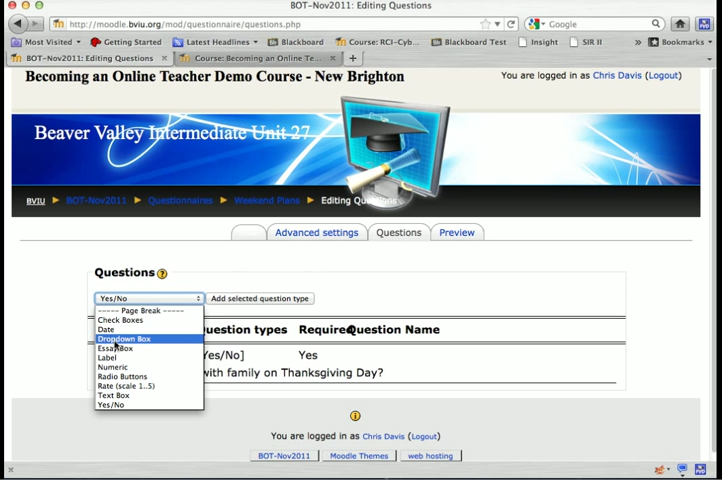 BOT-Nov2011: Editing Questions
http://moodle.bviu.org/mod/questionnaire/questions.php
Google
Most Visited
Getting Started
Latest Headlines
Blackboard
Course: RCI-Cyb...
Blackboard Test
Insight
SIR II
»
Bookmarks
BOT-Nov2011: Editing Questions
Course: Becoming an Online Te...
Becoming an Online Teacher Demo Course - New Brighton
You are logged in as Chris Davis (Logout)
Beaver Valley Intermediate Unit 27
BVIU ► BOT-Nov2011 ► Questionnaires ► Weekend Plans ► Editing Questions
Advanced settings
Questions
Preview
Questions
Yes/No
Add selected question type
----- Page Break -----
Check Boxes
Date
Dropdown Box
Essay Box
Label
Numeric
Radio Buttons
Rate (scale 1..5)
Text Box
Yes/No
Question types
Required
Question Name
[Yes/No]
Yes
with family on Thanksgiving Day?
You are logged in as Chris Davis (Logout)
BOT-Nov2011
Moodle Themes
web hosting